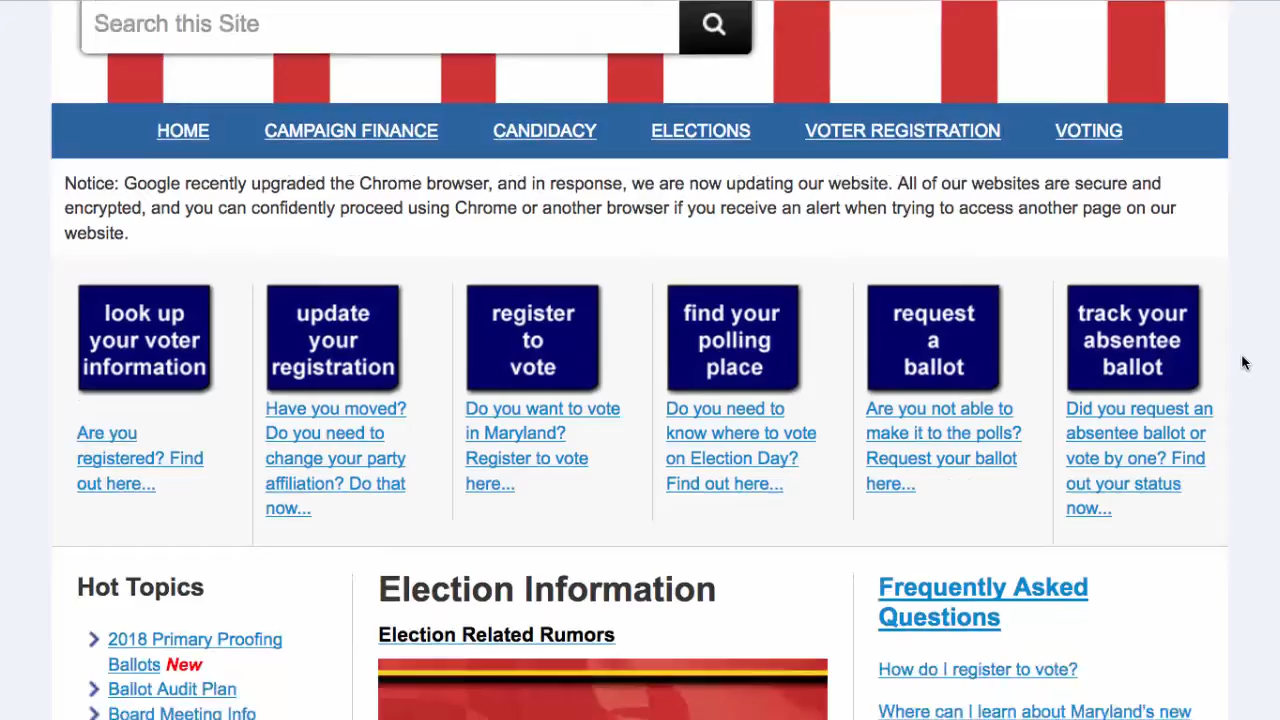 Search this Site
HOME CAMPAIGN FINANCE CANDIDACY ELECTIONS VOTER REGISTRATION VOTING
Notice: Google recently upgraded the Chrome browser, and in response, we are now updating our website. All of our websites are secure and
encrypted, and you can confidently proceed using Chrome or another browser if you receive an alert when trying to access another page on our
website.
look up
your voter
information
Are you
registered? Find
out here...
update
your
registration
Have you moved?
Do you need to
change your party
affiliation? Do that
now...
register
to
vote
Do you want to vote
in Maryland?
Register to vote
here...
find your
polling
place
Do you need to
know where to vote
on Election Day?
Find out here...
request
a
ballot
Are you not able to
make it to the polls?
Request your ballot
here...
track your
absentee
ballot
Did you request an
absentee ballot or
vote by one? Find
out your status
now...
Hot Topics
2018 Primary Proofing
Ballots New
Ballot Audit Plan
Board Meeting Info
Election Information
Election Related Rumors
Frequently Asked
Questions
How do I register to vote?
Where can I learn about Maryland's new